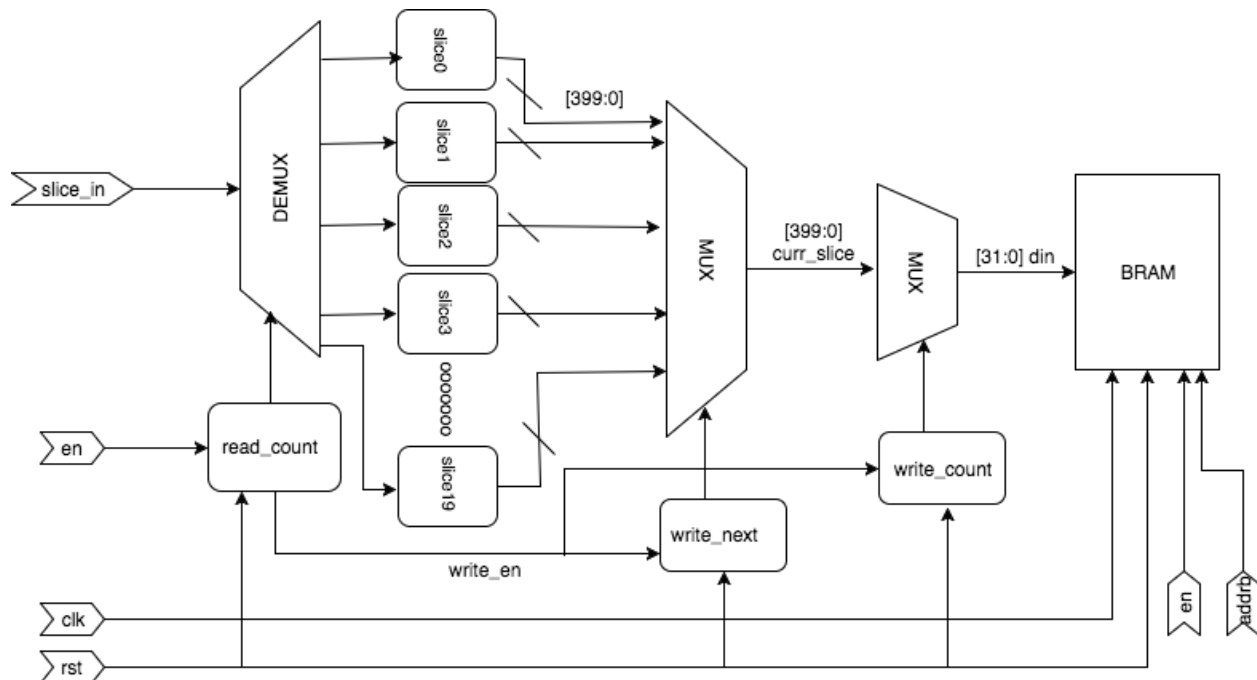 slice0
[399:0]
slice1
slice_in
DEMUX
slice2
MUX
[399:0]
curr_slice
MUX
[31:0] din
BRAM
slice3
ooooooo
en
read_count
slice19
write_count
write_next
write_en
clk
en
addrb
rst